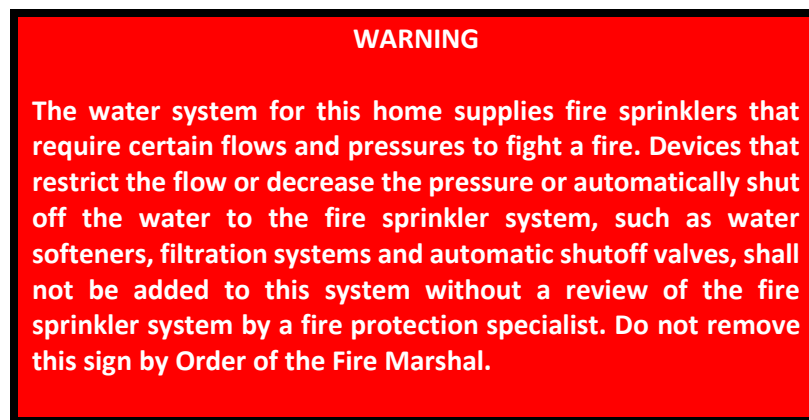 WARNING
The water system for this home supplies fire sprinklers that
require certain flows and pressures to fight a fire. Devices that
restrict the flow or decrease the pressure or automatically shut
off the water to the fire sprinkler system, such as water
softeners, filtration systems and automatic shutoff valves, shall
not be added to this system without a review of the fire
sprinkler system by a fire protection specialist. Do not remove
this sign by Order of the Fire Marshal.